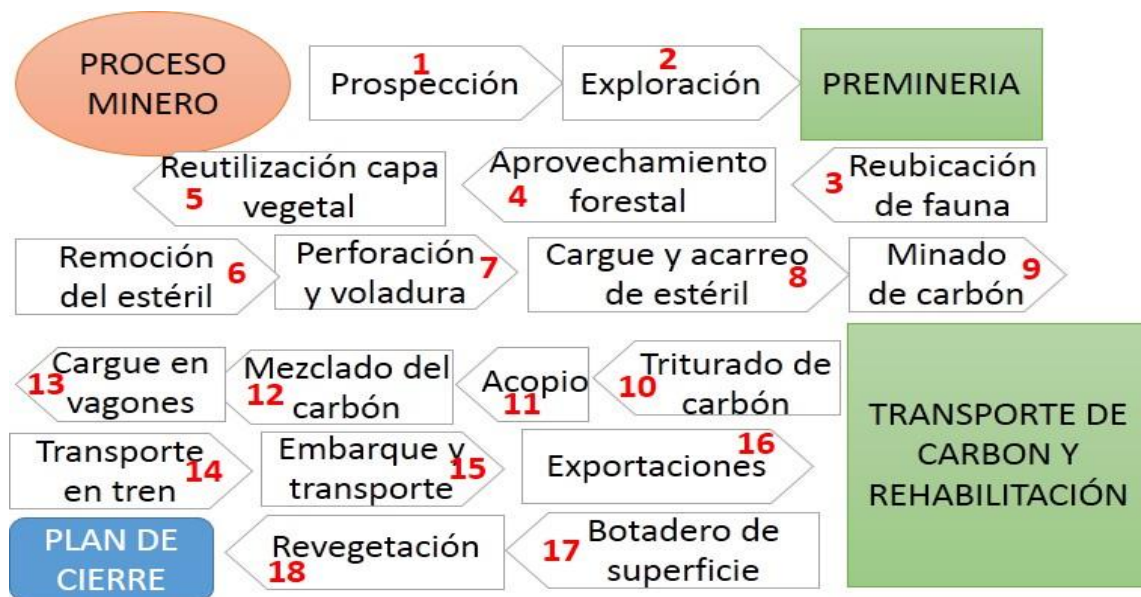 PROCESO
MINERO
1
Prospección
2
Exploración
PREMINERIA
3
Reubicación
de fauna
Aprovechamiento
4
forestal
Reutilización capa
5
vegetal
Remoción
del estéril
6
Perforación
y voladura
7
Cargue y acarreo
de estéril
8
Minado
de carbón
9
TRANSPORTE DE
CARBON Y
REHABILITACIÓN
Triturado de
10
carbón
Acopio
11
Mezclado del
12
carbón
Cargue en
13
vagones
Transporte
en tren
14
Embarque y
transporte
15
16
Exportaciones
Botadero de
17
superficie
Revegetación
18
PLAN DE
CIERRE